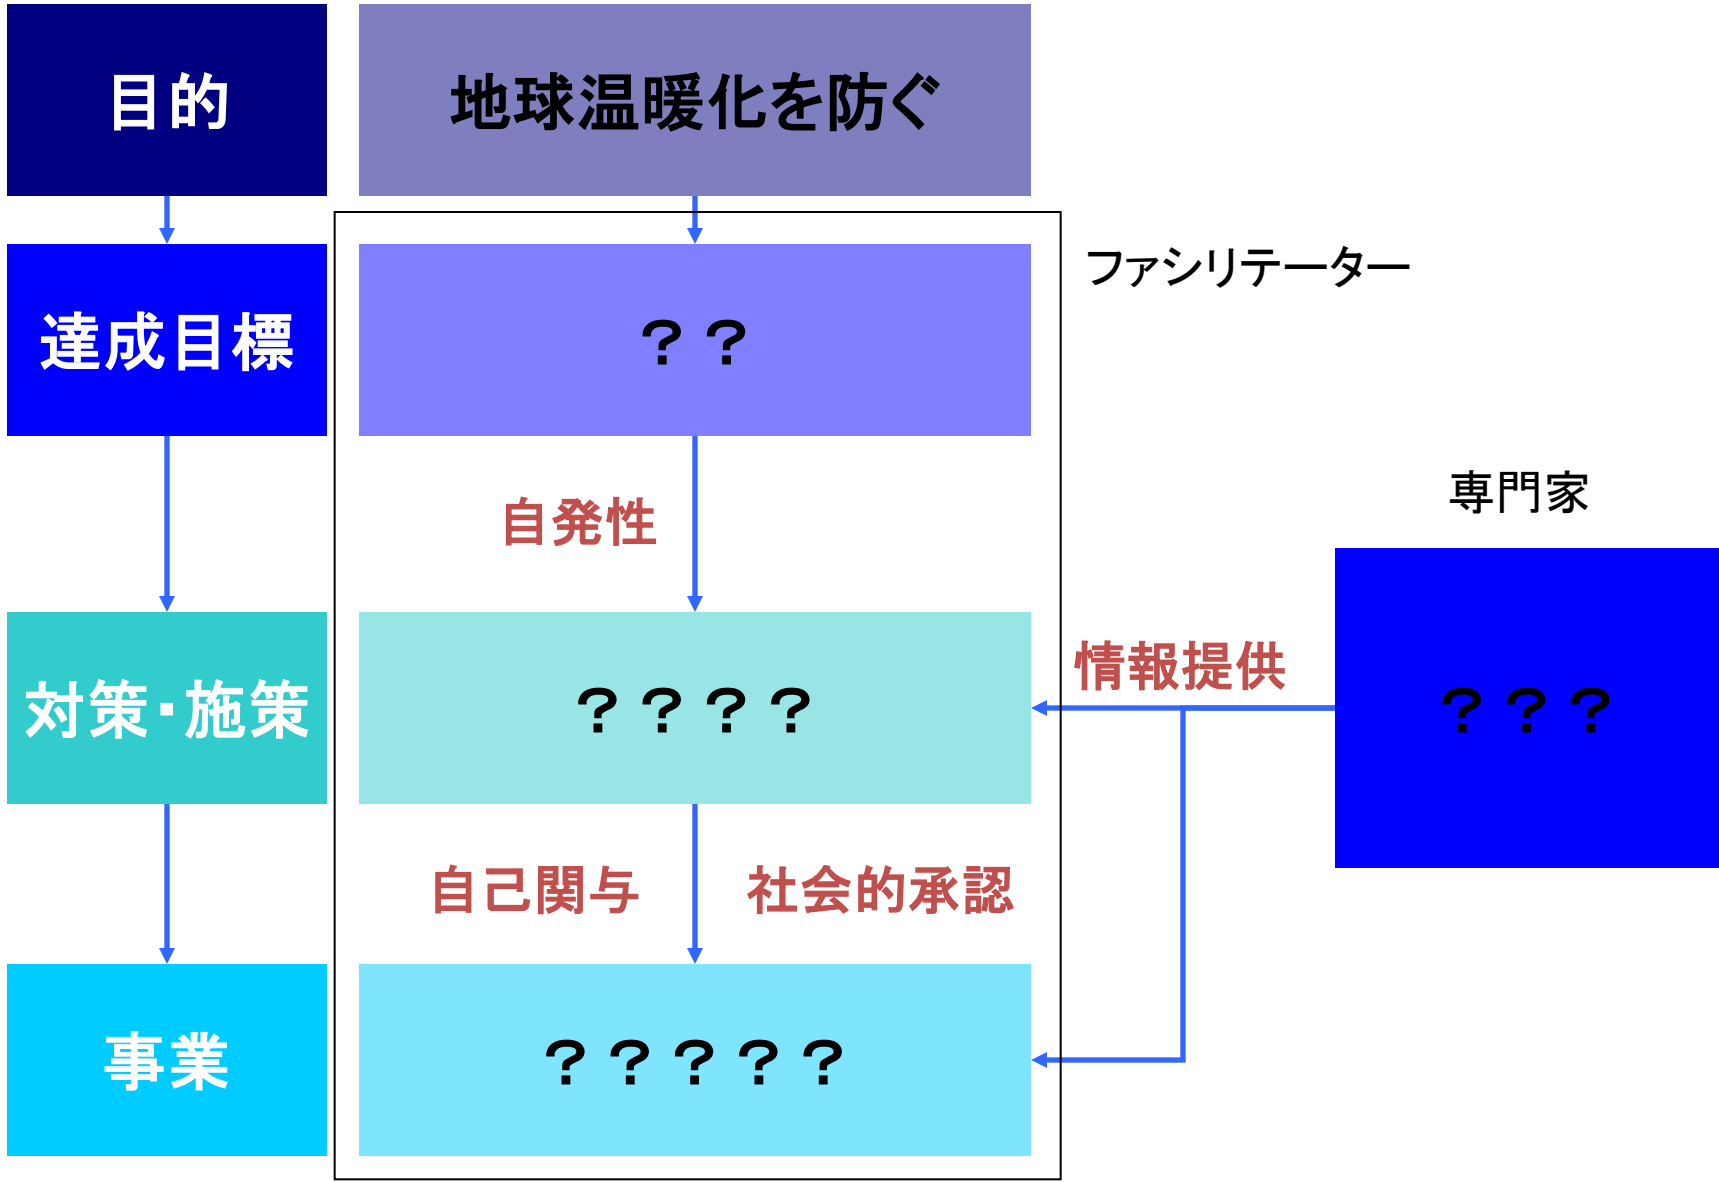 目的
地球温暖化を防ぐ
ファシリテーター
達成目標
？？
自発性
専門家
情報提供
対策・施策
？？？？
？？？
自己関与
社会的承認
事業
？？？？？